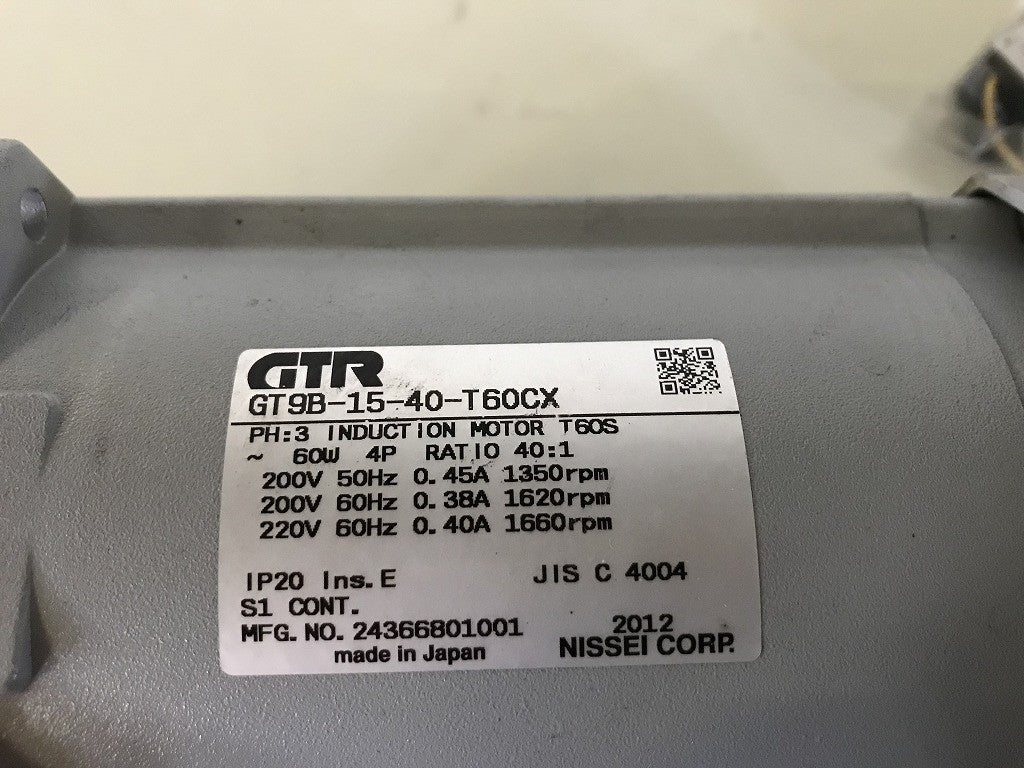 GTR
GT9B-15-40-T60CX
PH:3 INDUCTION MOTOR T60S
~ 60W 4P RATIO 40:1
200V 50Hz 0.45A 1350rpm
200V 60Hz 0.38A 1620rpm
220V 60Hz 0.40A 1660rpm
IP20 Ins.E JIS C 4004
S1 CONT.
MFG.NO.24366801001 2012
made in Japan NISSEI CORP.